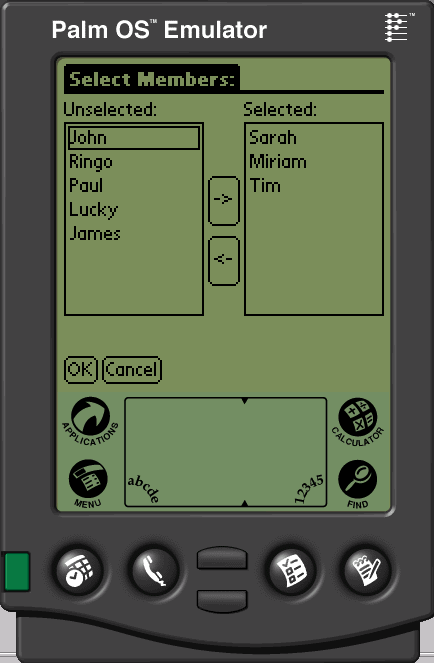 Palm OS™ Emulator
™
Select Members:
Unselected:
Selected:
John
Ringo
Paul
Lucky
James
->
<-
Sarah
Miriam
Tim
OK
Cancel
APPLICATIONS
CALCULATOR
MENU
abcde
12345
FIND